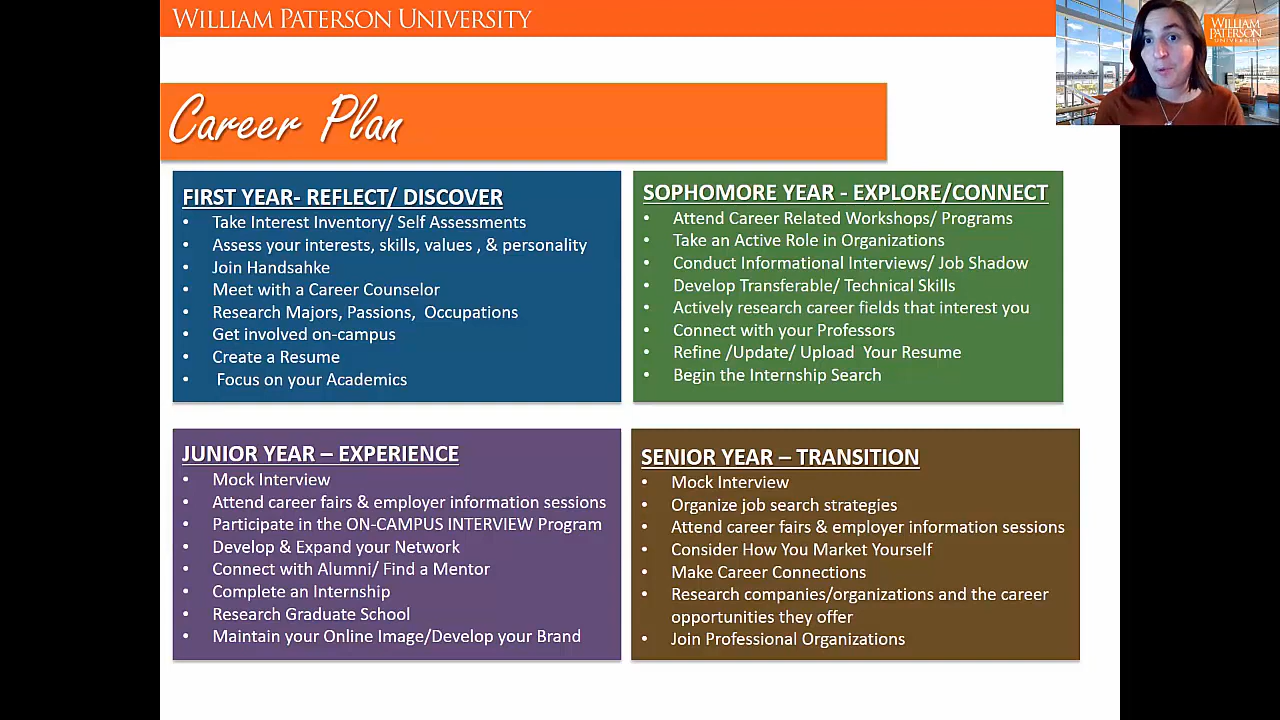 WILLIAM PATERSON UNIVERSITY
WILLIAM
PATERSON
UNIVERSITY
Career Plan
FIRST YEAR- REFLECT/ DISCOVER
• Take Interest Inventory/ Self Assessments
• Assess your interests, skills, values , & personality
• Join Handsahke
• Meet with a Career Counselor
• Research Majors, Passions, Occupations
• Get involved on-campus
• Create a Resume
• Focus on your Academics
SOPHOMORE YEAR - EXPLORE/CONNECT
• Attend Career Related Workshops/ Programs
• Take an Active Role in Organizations
• Conduct Informational Interviews/ Job Shadow
• Develop Transferable/ Technical Skills
• Actively research career fields that interest you
• Connect with your Professors
• Refine /Update/ Upload Your Resume
• Begin the Internship Search
JUNIOR YEAR – EXPERIENCE
• Mock Interview
• Attend career fairs & employer information sessions
• Participate in the ON-CAMPUS INTERVIEW Program
• Develop & Expand your Network
• Connect with Alumni/ Find a Mentor
• Complete an Internship
• Research Graduate School
• Maintain your Online Image/Develop your Brand
SENIOR YEAR – TRANSITION
• Mock Interview
• Organize job search strategies
• Attend career fairs & employer information sessions
• Consider How You Market Yourself
• Make Career Connections
• Research companies/organizations and the career
opportunities they offer
• Join Professional Organizations